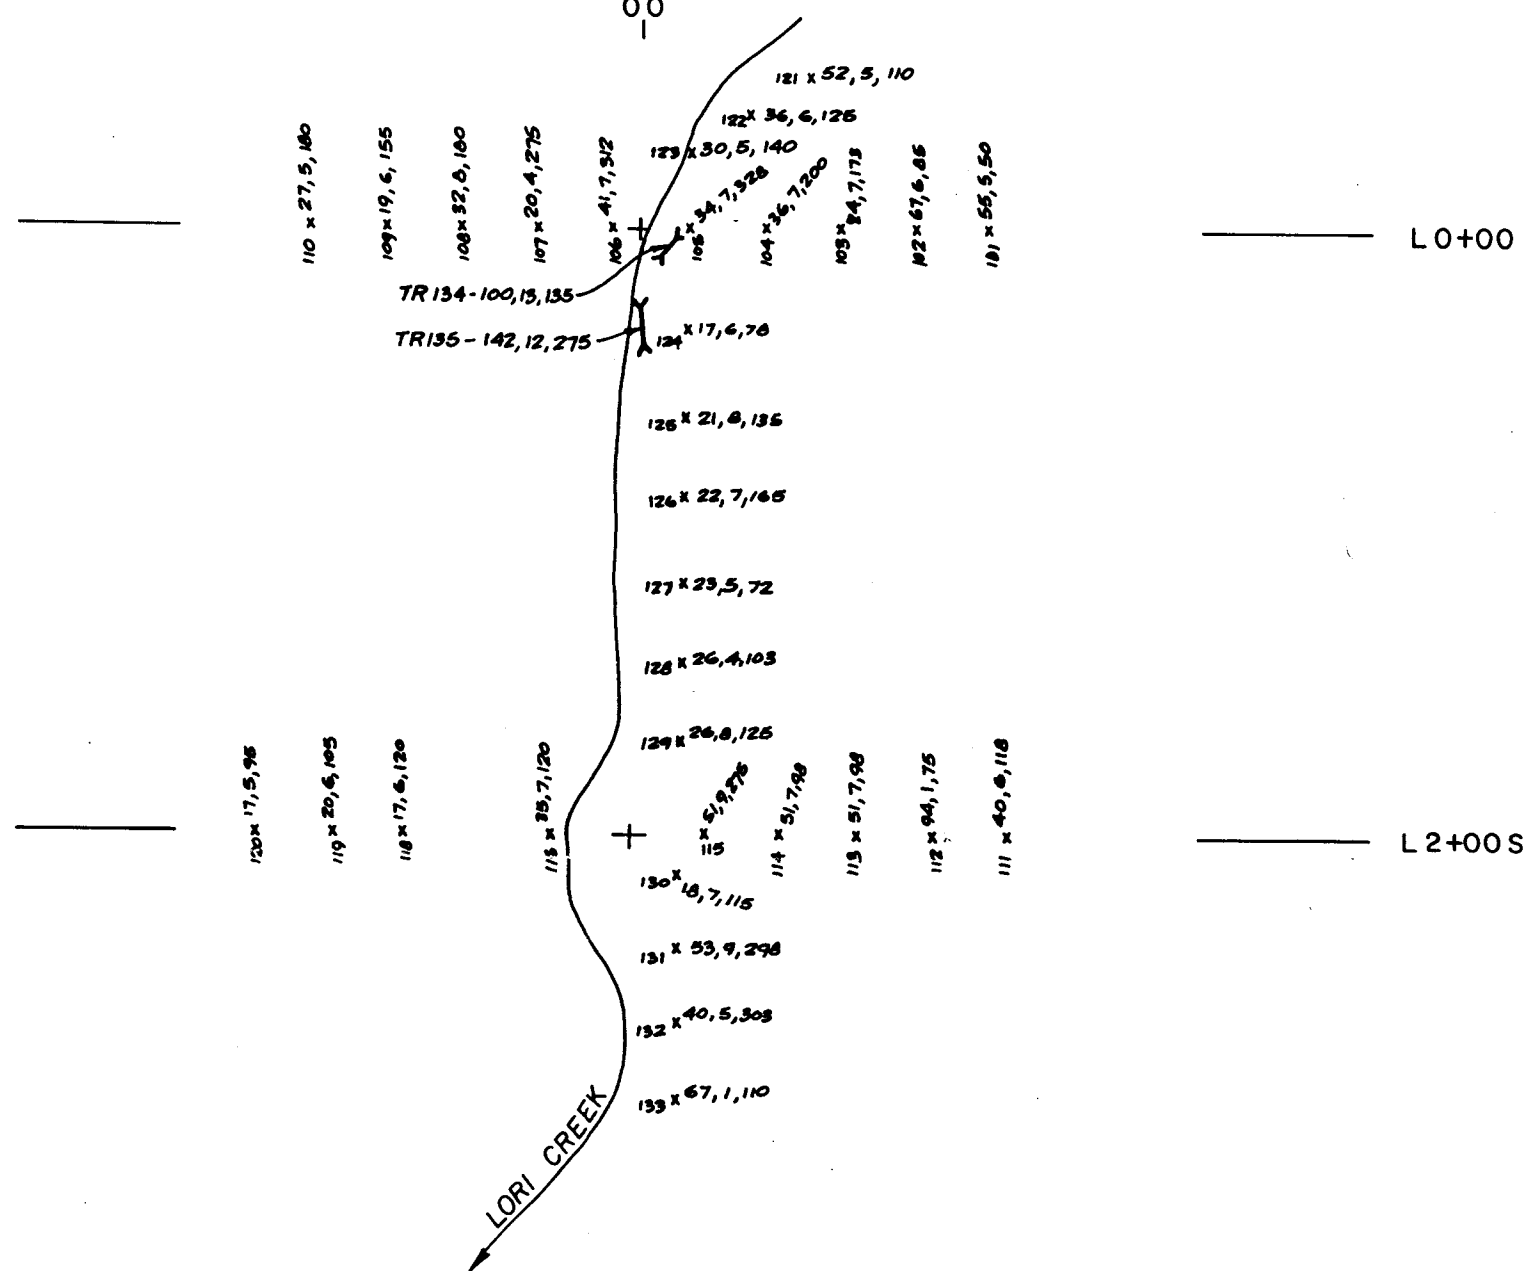 00
121 x 52, 5, 110
122 x 36, 6, 125
123 x 30, 5, 140
110 x 27, 5, 180
109 x 19, 6, 155
108 x 32, 8, 180
107 x 20, 4, 275
106 x 41, 7, 312
105 x 34, 7, 328
104 x 36, 7, 200
103 x 84, 7, 173
102 x 67, 6, 85
101 x 55, 5, 50
L 0+00
TR 134 - 100, 13, 135
TR135 - 142, 12, 275
124 x 17, 6, 78
125 x 21, 8, 135
126 x 22, 7, 165
127 x 23, 5, 72
128 x 26, 4, 103
129 x 26, 8, 125
120 x 17, 5, 95
119 x 20, 6, 105
118 x 17, 6, 120
113 x 35, 7, 120
115 x 51, 9, 275
114 x 51, 7, 98
113 x 51, 7, 98
112 x 94, 1, 75
111 x 40, 6, 118
L 2+00 S
130 x 18, 7, 115
131 x 53, 9, 298
132 x 40, 5, 303
133 x 67, 1, 110
LORI CREEK